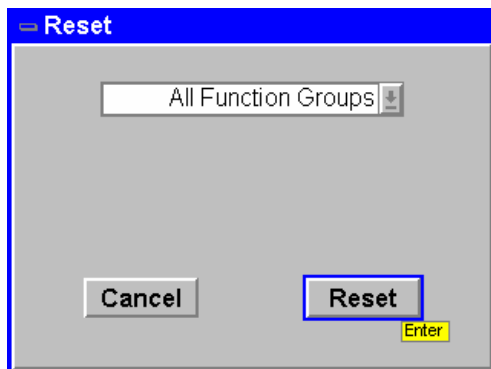 Reset
All Function Groups
Cancel
Reset
Enter